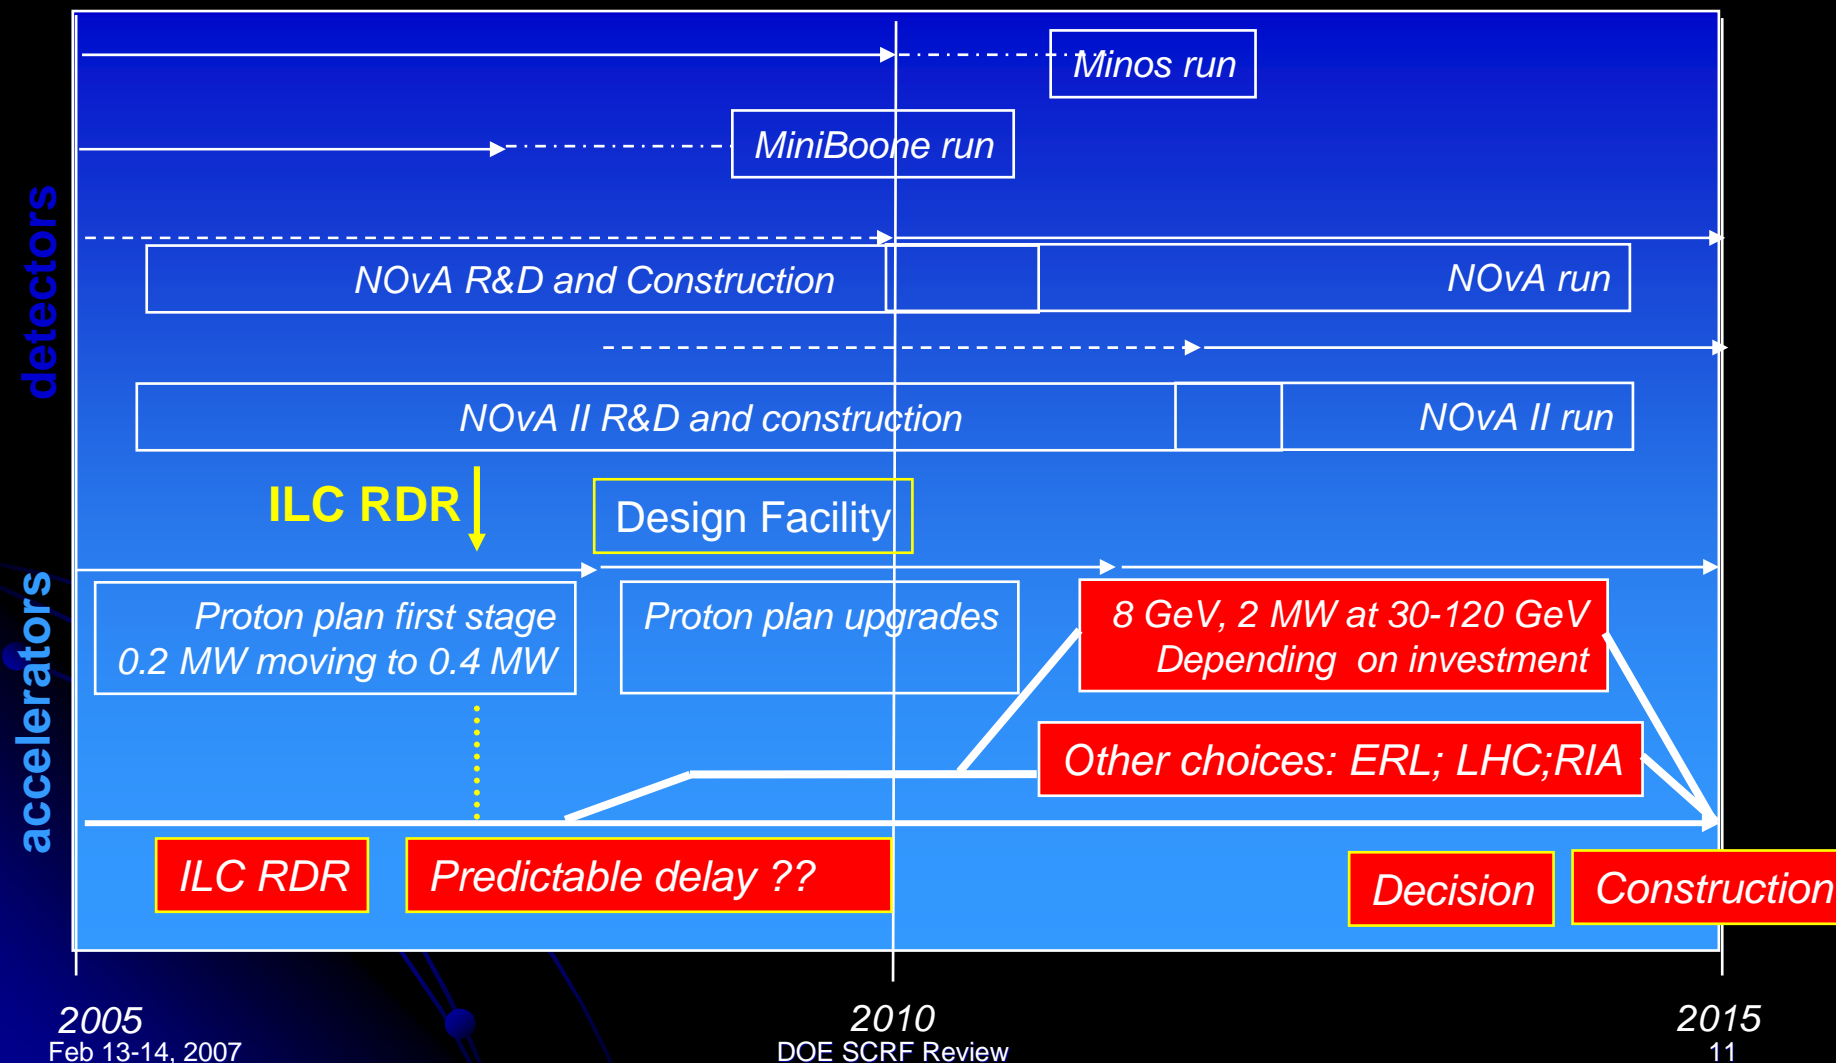 Minos run
MiniBoone run
detectors
NOvA R&D and Construction
NOvA run
NOvA II R&D and construction
NOvA II run
ILC RDR
Design Facility
accelerators
Proton plan first stage
0.2 MW moving to 0.4 MW
Proton plan upgrades
8 GeV, 2 MW at 30-120 GeV
Depending on investment
Other choices: ERL; LHC;RIA
ILC RDR
Predictable delay ??
Decision
Construction
2005
2010
2015
Feb 13-14, 2007
DOE SCRF Review
11